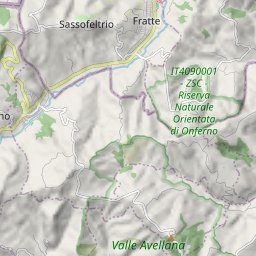 Sassofeltrio
Fratte
IT4090001
ZSC -
Riserva
Naturale
Orientata
di Onferno
no
Valle Avellana